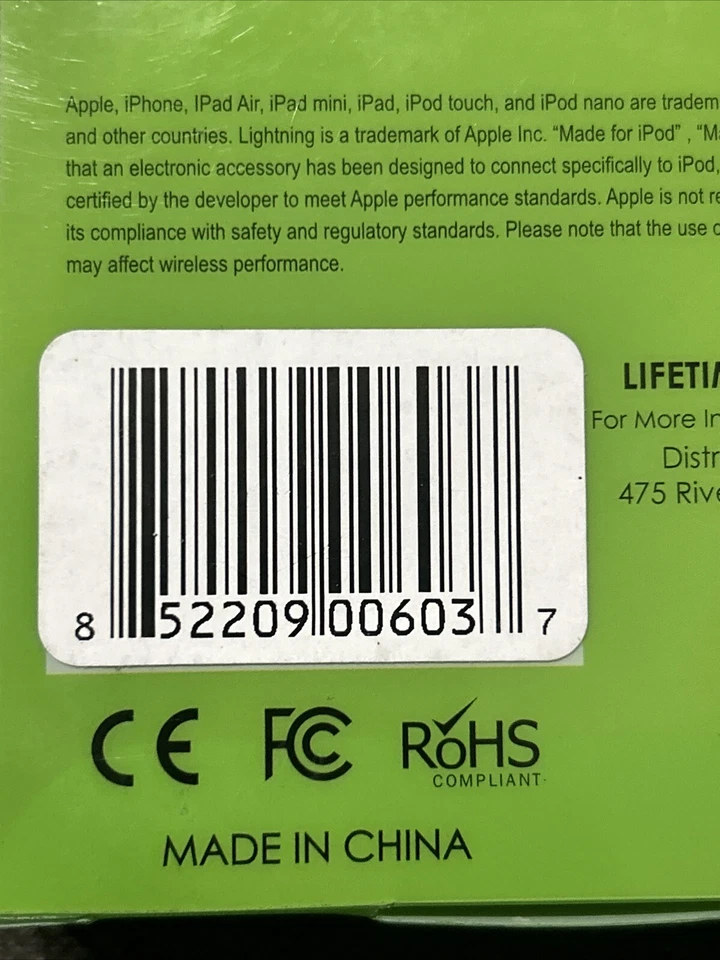 Apple, iPhone, IPad Air, iPad mini, iPad, iPod touch, and iPod nano are
and other countries. Lightning is a trademark of Apple Inc. “Made for iPod” ,
that an electronic accessory has been designed to connect specifically to iPod,
certified by the developer to meet Apple performance standards. Apple is not
its compliance with safety and regulatory standards. Please note that the use
may affect wireless performance.
For More
475
8 52209 00603 7
CE FC RoHS
COMPLIANT
MADE IN CHINA